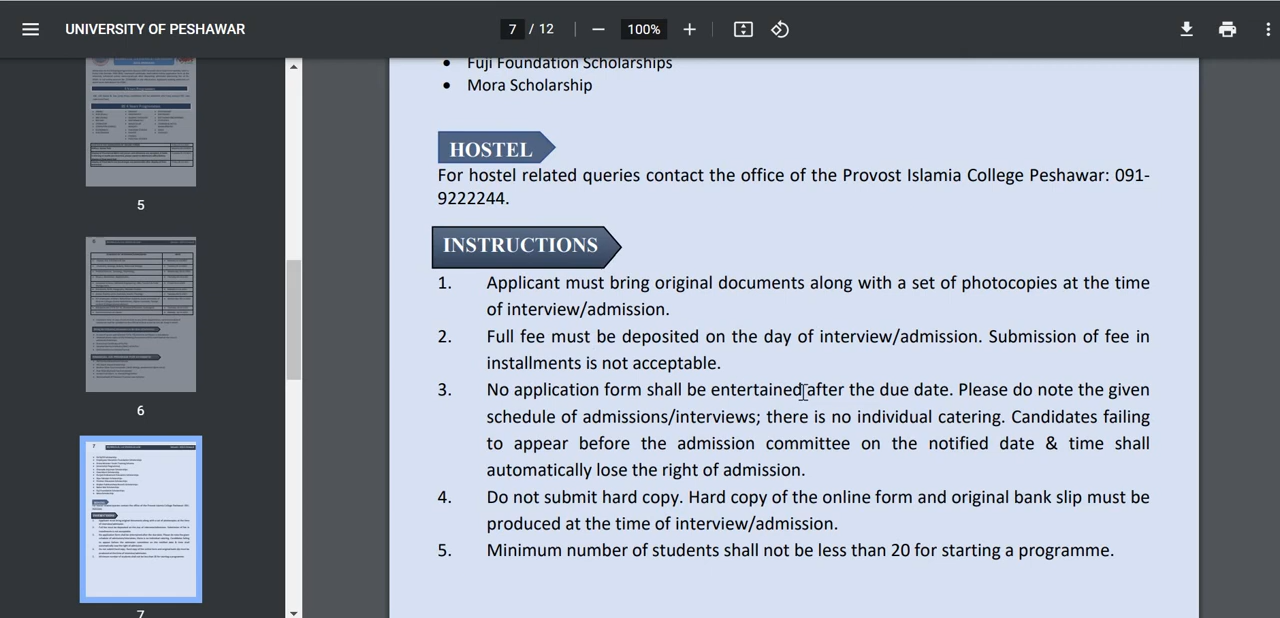 UNIVERSITY OF PESHAWAR
7 / 12
100%
5
6
7
• Fuji Foundation Scholarships
• Mora Scholarship
HOSTEL
For hostel related queries contact the office of the Provost Islamia College Peshawar: 091-
9222244.
INSTRUCTIONS
1. Applicant must bring original documents along with a set of photocopies at the time
of interview/admission.
2. Full fee must be deposited on the day of interview/admission. Submission of fee in
installments is not acceptable.
3. No application form shall be entertained after the due date. Please do note the given
schedule of admissions/interviews; there is no individual catering. Candidates failing
to appear before the admission committee on the notified date & time shall
automatically lose the right of admission.
4. Do not submit hard copy. Hard copy of the online form and original bank slip must be
produced at the time of interview/admission.
5. Minimum number of students shall not be less than 20 for starting a programme.